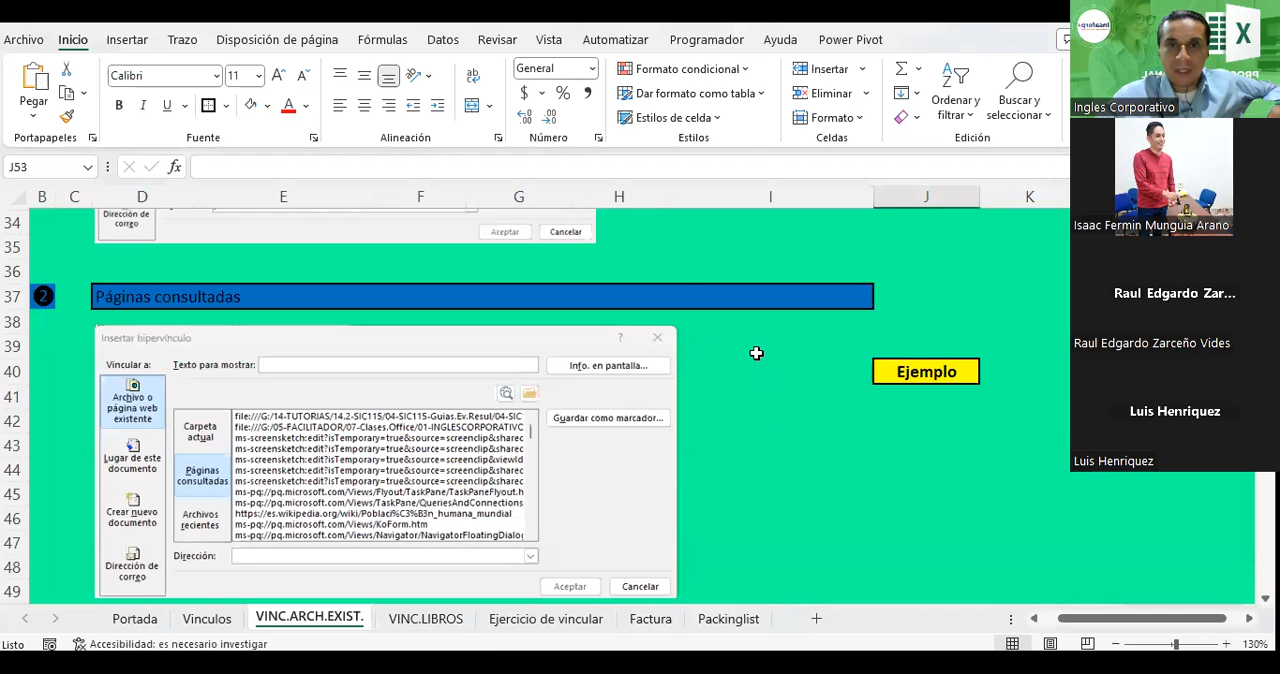 Archivo Inicio Insertar Trazo Disposición de página Datos Vista Automatizar Programador Ayuda Power Pivot
Pegar
Calibri 11
General
Formato condicional
Dar formato como tabla
Estilos de celda
Insertar
Eliminar
Formato
Ordenar y filtrar
Buscar y seleccionar
Portapapeles Fuente Alineación Número Estilos Celdas Edición
J53 fx
B C D E F G H I J K
34
Dirección de correo
Aceptar Cancelar
35
36
37 2 Páginas consultadas
38
39
40 Ejemplo
41
42
43
44
45
46
47
48
49
Insertar hipervínculo ? ×
Vincular a: Texto para mostrar: Info. en pantalla...
Archivo o página web existente
Lugar de este documento
Crear nuevo documento
Dirección de correo
Carpeta actual
Páginas consultadas
Archivos recientes
Guardar como marcador...
file:///G:/14-TUTORIAS/14.2-SIC115/04-SIC115-Guias.Ev.Resul/04-SIC
file:///G:/05-FACILITADOR/07-Clases.Office/01-INGLESCORPORATIVO
ms-screensketch:edit?isTemporary=true&source=screenclip&sharec
ms-screensketch:edit?isTemporary=true&source=screenclip&sharec
ms-screensketch:edit?isTemporary=true&source=screenclip&viewId
ms-screensketch:edit?isTemporary=true&source=screenclip&sharec
ms-screensketch:edit?isTemporary=true&source=screenclip&sharec
ms-pq://pq.microsoft.com/Views/Flyout/TaskPaneFlyout.h
ms-pq://pq.microsoft.com/Views/TaskPane/QueriesAndConnections
https://es.wikipedia.org/wiki/Poblaci%C3%B3n_humana_mundial
ms-pq://pq.microsoft.com/Views/KoForm.htm
ms-pq://pq.microsoft.com/Views/Navigator/NavigatorFloatingDialog
Dirección:
Aceptar Cancelar
Portada Vinculos VINC.ARCH.EXIST. VINC.LIBROS Ejercicio de vincular Factura Packinglist
Listo Accesibilidad: es necesario investigar 130%
Ingles Corporativo
Isaac Fermin Munguia Arano
Raul Edgardo Zar...
Raul Edgardo Zarceño Vides
Luis Henriquez
Luis Henriquez